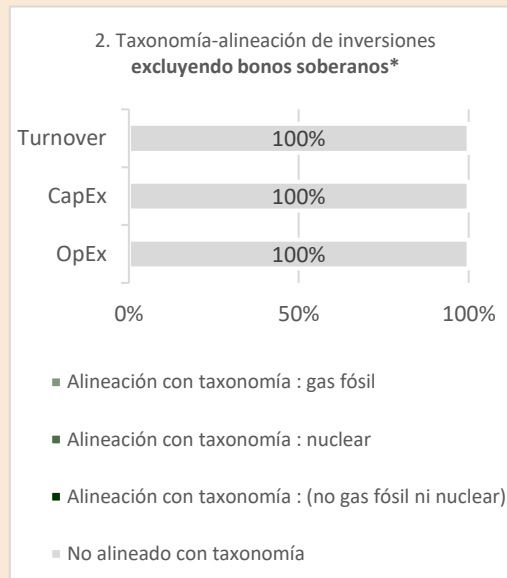 2. Taxonomía-alineación de inversiones
excluyendo bonos soberanos*
Turnover 100%
CapEx 100%
OpEx 100%
0% 50% 100%
Alineación con taxonomía : gas fósil
Alineación con taxonomía : nuclear
Alineación con taxonomía : (no gas fósil ni nuclear)
No alineado con taxonomía